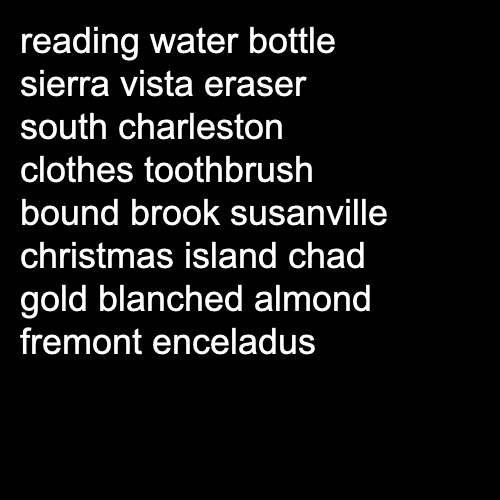 reading water bottle
sierra vista eraser
south charleston
clothes toothbrush
bound brook susanville
christmas island chad
gold blanched almond
fremont enceladus